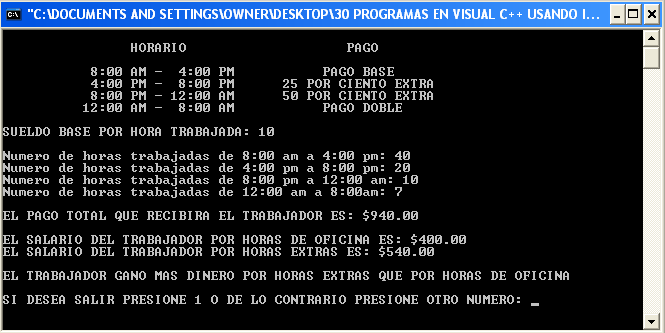 "C:\DOCUMENTS AND SETTINGS\OWNER\DESKTOP\30 PROGRAMAS EN VISUAL C++ USANDO I...
HORARIO PAGO
8:00 AM - 4:00 PM PAGO BASE
4:00 PM - 8:00 PM 25 POR CIENTO EXTRA
8:00 PM - 12:00 AM 50 POR CIENTO EXTRA
12:00 AM - 8:00 AM PAGO DOBLE
SUELDO BASE POR HORA TRABAJADA: 10
Numero de horas trabajadas de 8:00 am a 4:00 pm: 40
Numero de horas trabajadas de 4:00 pm a 8:00 pm: 20
Numero de horas trabajadas de 8:00 pm a 12:00 am: 10
Numero de horas trabajadas de 12:00 am a 8:00am: 7
EL PAGO TOTAL QUE RECIBIRA EL TRABAJADOR ES: $940.00
EL SALARIO DEL TRABAJADOR POR HORAS DE OFICINA ES: $400.00
EL SALARIO DEL TRABAJADOR POR HORAS EXTRAS ES: $540.00
EL TRABAJADOR GANO MAS DINERO POR HORAS EXTRAS QUE POR HORAS DE OFICINA
SI DESEA SALIR PRESIONE 1 O DE LO CONTRARIO PRESIONE OTRO NUMERO: _